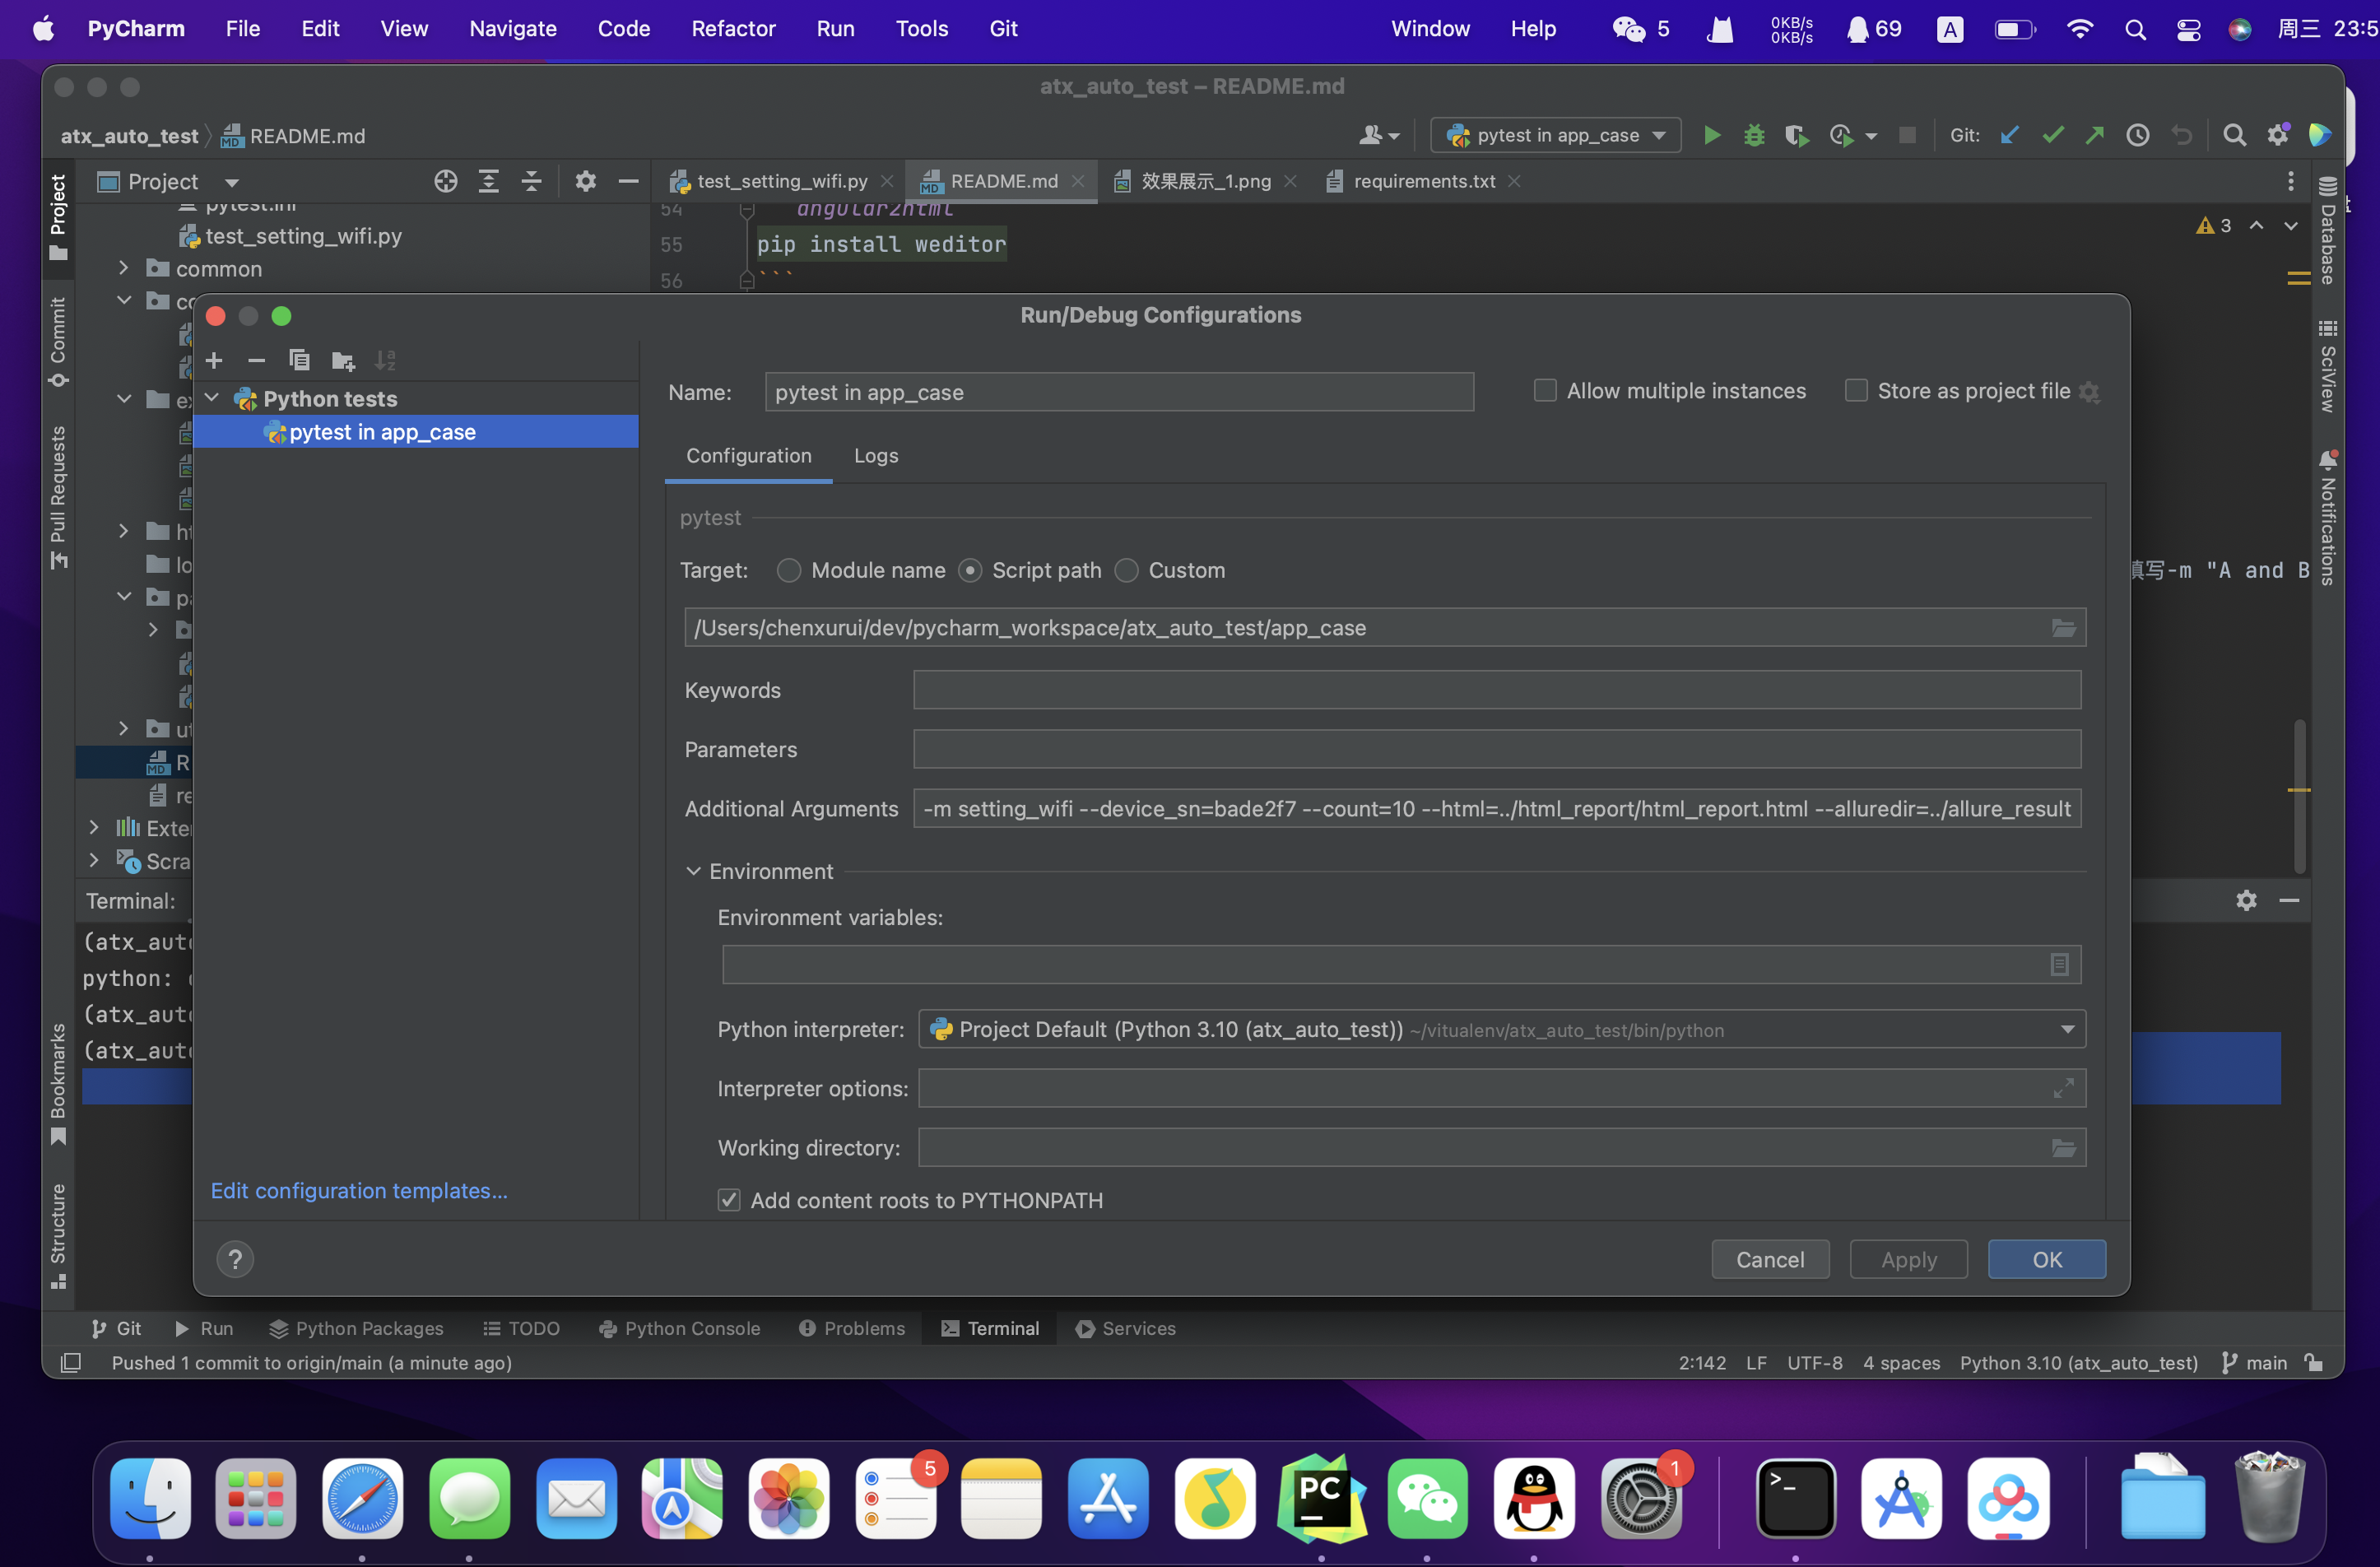 PyCharm File Edit View Navigate Code Refactor Run Tools Git Window Help 5 0KB/s 69 A 周三 23:5
0KB/s
atx_auto_test – README.md
atx_auto_test README.md pytest in app_case Git:
Project test_setting_wifi.py README.md 效果展示_1.png requirements.txt
pytest.ini
54 angular2html
test_setting_wifi.py
55 pip install weditor
3
common
56 ```
co
Run/Debug Configurations
Python tests
pytest in app_case
Name: pytest in app_case Allow multiple instances Store as project file
Configuration Logs
pytest
Target: Module name Script path Custom
填写-m "A and B
/Users/chenxurui/dev/pycharm_workspace/atx_auto_test/app_case
Keywords
Parameters
Additional Arguments -m setting_wifi --device_sn=bade2f7 --count=10 --html=../html_report/html_report.html --alluredir=../allure_result
Environment
Environment variables:
Python interpreter: Project Default (Python 3.10 (atx_auto_test)) ~/vitualenv/atx_auto_test/bin/python
Interpreter options:
Working directory:
Add content roots to PYTHONPATH
Edit configuration templates...
? Cancel Apply OK
ex
ht
lo
pa
ut
MD R
re
Exter
Scra
Terminal:
(atx_auto
python: c
(atx_auto
(atx_auto
Project
Commit
Pull Requests
Bookmarks
Structure
Database
SciView
Notifications
Git Run Python Packages TODO Python Console Problems Terminal Services
Pushed 1 commit to origin/main (a minute ago) 2:142 LF UTF-8 4 spaces Python 3.10 (atx_auto_test) main
5 PC 1